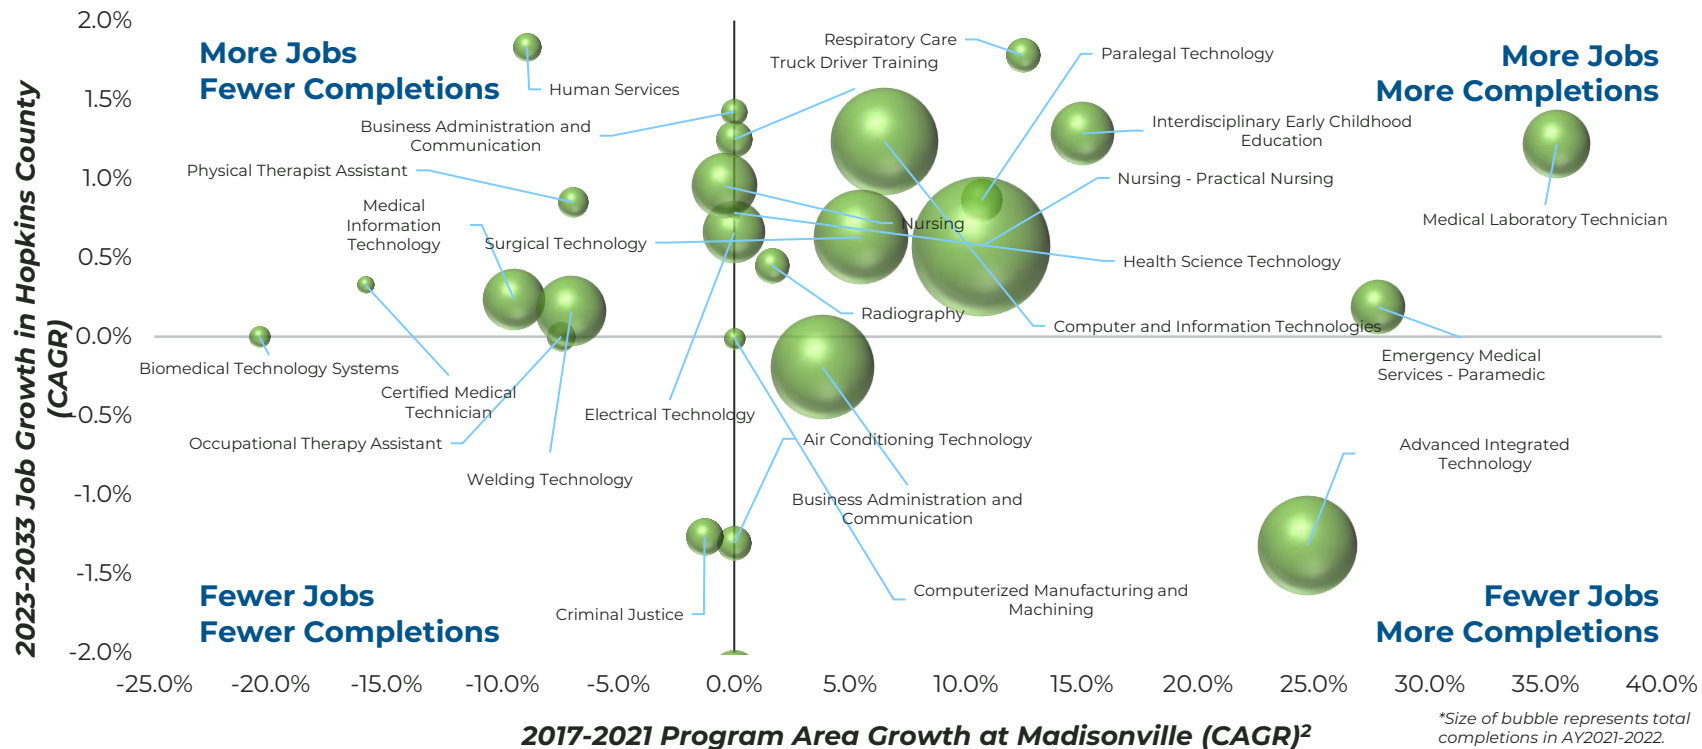 2.0%
1.5%
1.0%
0.5%
0.0%
-0.5%
-1.0%
-1.5%
-2.0%
2023-2033 Job Growth in Hopkins County
(CAGR)
More Jobs
Fewer Completions
More Jobs
More Completions
Respiratory Care
Truck Driver Training
Paralegal Technology
Human Services
Business Administration and
Communication
Interdisciplinary Early Childhood
Education
Physical Therapist Assistant
Nursing - Practical Nursing
Medical
Information
Technology
Medical Laboratory Technician
Nursing
Surgical Technology
Health Science Technology
Radiography
Computer and Information Technologies
Biomedical Technology Systems
Emergency Medical
Services - Paramedic
Certified Medical
Technician
Electrical Technology
Occupational Therapy Assistant
Air Conditioning Technology
Advanced Integrated
Technology
Welding Technology
Business Administration and
Communication
Computerized Manufacturing and
Machining
Criminal Justice
Fewer Jobs
Fewer Completions
Fewer Jobs
More Completions
-25.0%
-20.0%
-15.0%
-10.0%
-5.0%
0.0%
5.0%
10.0%
15.0%
20.0%
25.0%
30.0%
35.0%
40.0%
2017-2021 Program Area Growth at Madisonville (CAGR)²
*Size of bubble represents total
completions in AY2021-2022.